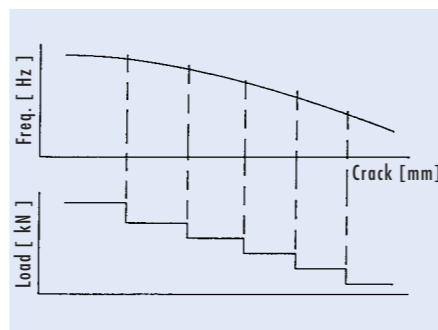 Freq. [ Hz ]
Crack [mm]
Load [ kN ]